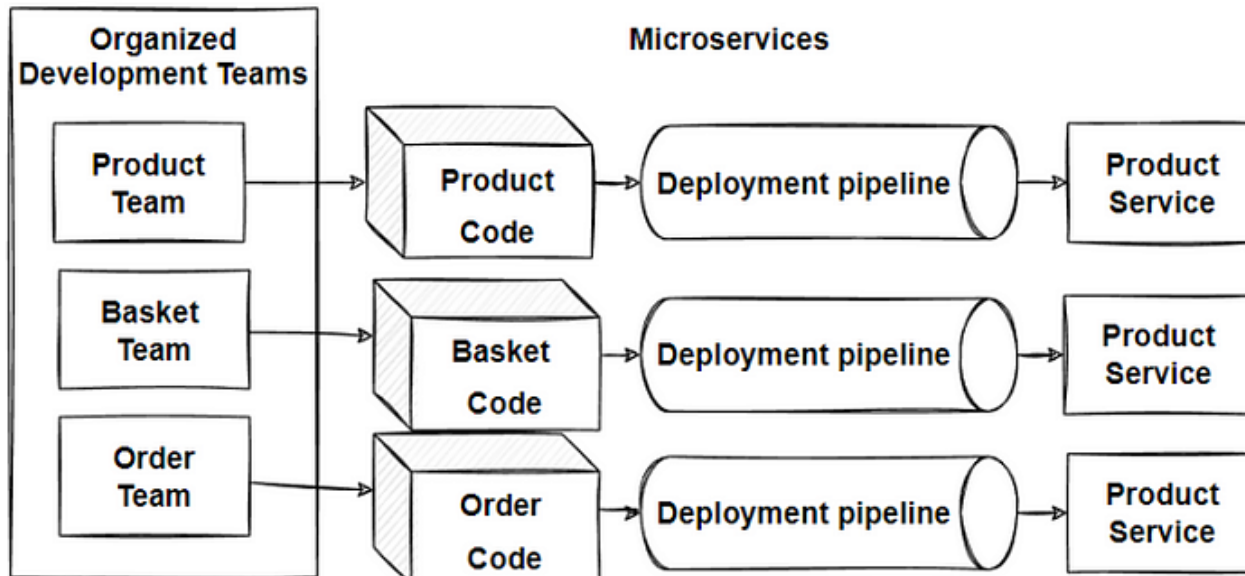 Organized
Development Teams
Microservices
Product
Team
Product
Code
Deployment pipeline
Product
Service
Basket
Team
Basket
Code
Deployment pipeline
Product
Service
Order
Team
Order
Code
Deployment pipeline
Product
Service